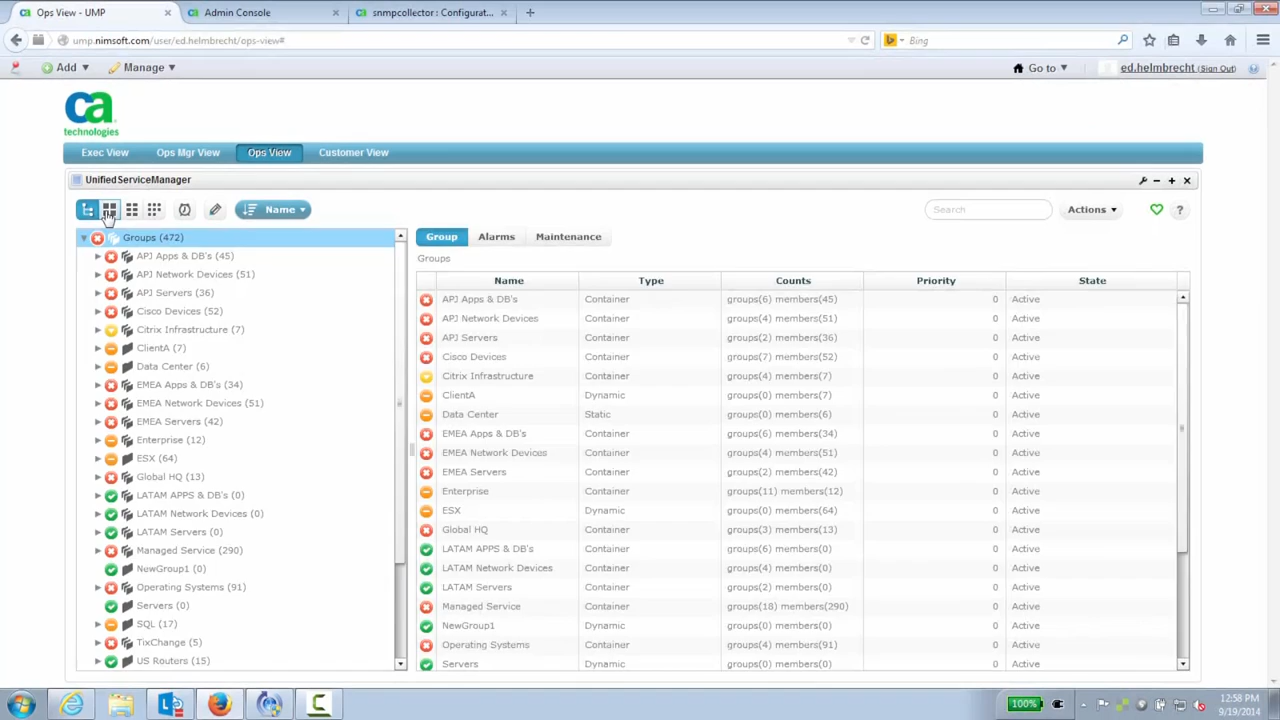 Ops View - UMP
Admin Console
snmpcollector : Configurat...
ump.nimsoft.com/user/ed.helmbrecht/ops-view#
Bing
Add
Manage
Go to
ed.helmbrecht (Sign Out)
ca
technologies
Exec View
Ops Mgr View
Ops View
Customer View
UnifiedServiceManager
Name
Search
Actions
Groups (472)
APJ Apps & DB's (45)
APJ Network Devices (51)
APJ Servers (36)
Cisco Devices (52)
Citrix Infrastructure (7)
ClientA (7)
Data Center (6)
EMEA Apps & DB's (34)
EMEA Network Devices (51)
EMEA Servers (42)
Enterprise (12)
ESX (64)
Global HQ (13)
LATAM APPS & DB's (0)
LATAM Network Devices (0)
LATAM Servers (0)
Managed Service (290)
NewGroup1 (0)
Operating Systems (91)
Servers (0)
SQL (17)
TixChange (5)
US Routers (15)
Group
Alarms
Maintenance
Groups
Name Type Counts Priority State
APJ Apps & DB's Container groups(6) members(45) 0 Active
APJ Network Devices Container groups(4) members(51) 0 Active
APJ Servers Container groups(2) members(36) 0 Active
Cisco Devices Container groups(7) members(52) 0 Active
Citrix Infrastructure Container groups(4) members(7) 0 Active
ClientA Dynamic groups(0) members(7) 0 Active
Data Center Static groups(0) members(6) 0 Active
EMEA Apps & DB's Container groups(6) members(34) 0 Active
EMEA Network Devices Container groups(4) members(51) 0 Active
EMEA Servers Container groups(2) members(42) 0 Active
Enterprise Container groups(11) members(12) 0 Active
ESX Dynamic groups(0) members(64) 0 Active
Global HQ Container groups(3) members(13) 0 Active
LATAM APPS & DB's Container groups(6) members(0) 0 Active
LATAM Network Devices Container groups(4) members(0) 0 Active
LATAM Servers Container groups(2) members(0) 0 Active
Managed Service Container groups(18) members(290) 0 Active
NewGroup1 Dynamic groups(0) members(0) 0 Active
Operating Systems Container groups(4) members(91) 0 Active
Servers Dynamic groups(0) members(0) 0 Active
100%
12:58 PM
9/19/2014